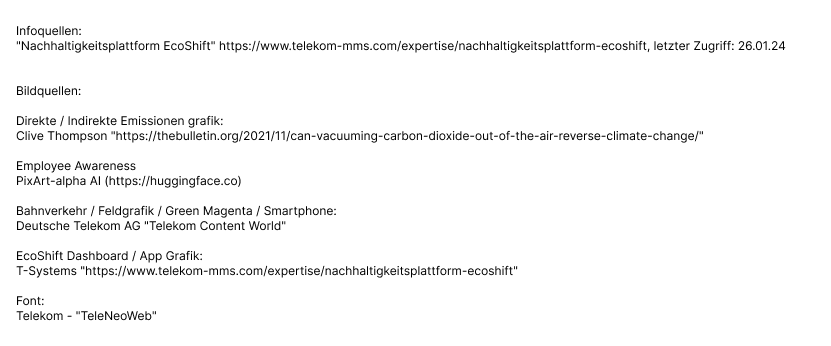 Infoquellen:
"Nachhaltigkeitsplattform EcoShift" https://www.telekom-mms.com/expertise/nachhaltigkeitsplattform-ecoshift, letzter Zugriff: 26.01.24
Bildquellen:
Direkte / Indirekte Emissionen grafik:
Clive Thompson "https://thebulletin.org/2021/11/can-vacuuming-carbon-dioxide-out-of-the-air-reverse-climate-change/"
Employee Awareness
PixArt-alpha AI (https://huggingface.co)
Bahnverkehr / Feldgrafik / Green Magenta / Smartphone:
Deutsche Telekom AG "Telekom Content World"
EcoShift Dashboard / App Grafik:
T-Systems "https://www.telekom-mms.com/expertise/nachhaltigkeitsplattform-ecoshift"
Font:
Telekom - "TeleNeoWeb"